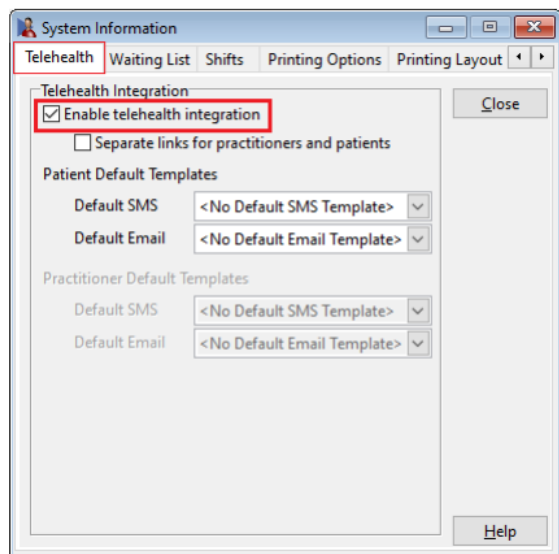 System Information
Telehealth Waiting List Shifts Printing Options Printing Layout
Telehealth Integration
Close
Enable telehealth integration
Separate links for practitioners and patients
Patient Default Templates
Default SMS <No Default SMS Template>
Default Email <No Default Email Template>
Practitioner Default Templates
Default SMS <No Default SMS Template>
Default Email <No Default Email Template>
Help